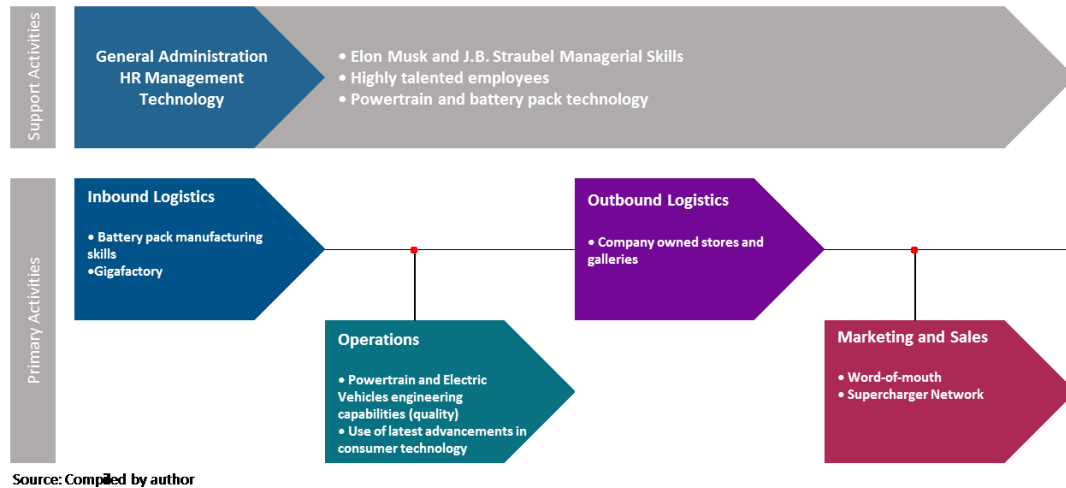 Support Activities
General Administration
HR Management
Technology
• Elon Musk and J.B. Straubel Managerial Skills
• Highly talented employees
• Powertrain and battery pack technology
Primary Activities
Inbound Logistics
• Battery pack manufacturing
skills
•Gigafactory
Outbound Logistics
• Company owned stores and
galleries
Operations
• Powertrain and Electric
Vehicles engineering
capabilities (quality)
• Use of latest advancements in
consumer technology
Marketing and Sales
• Word-of-mouth
• Supercharger Network
Source: Compiled by author